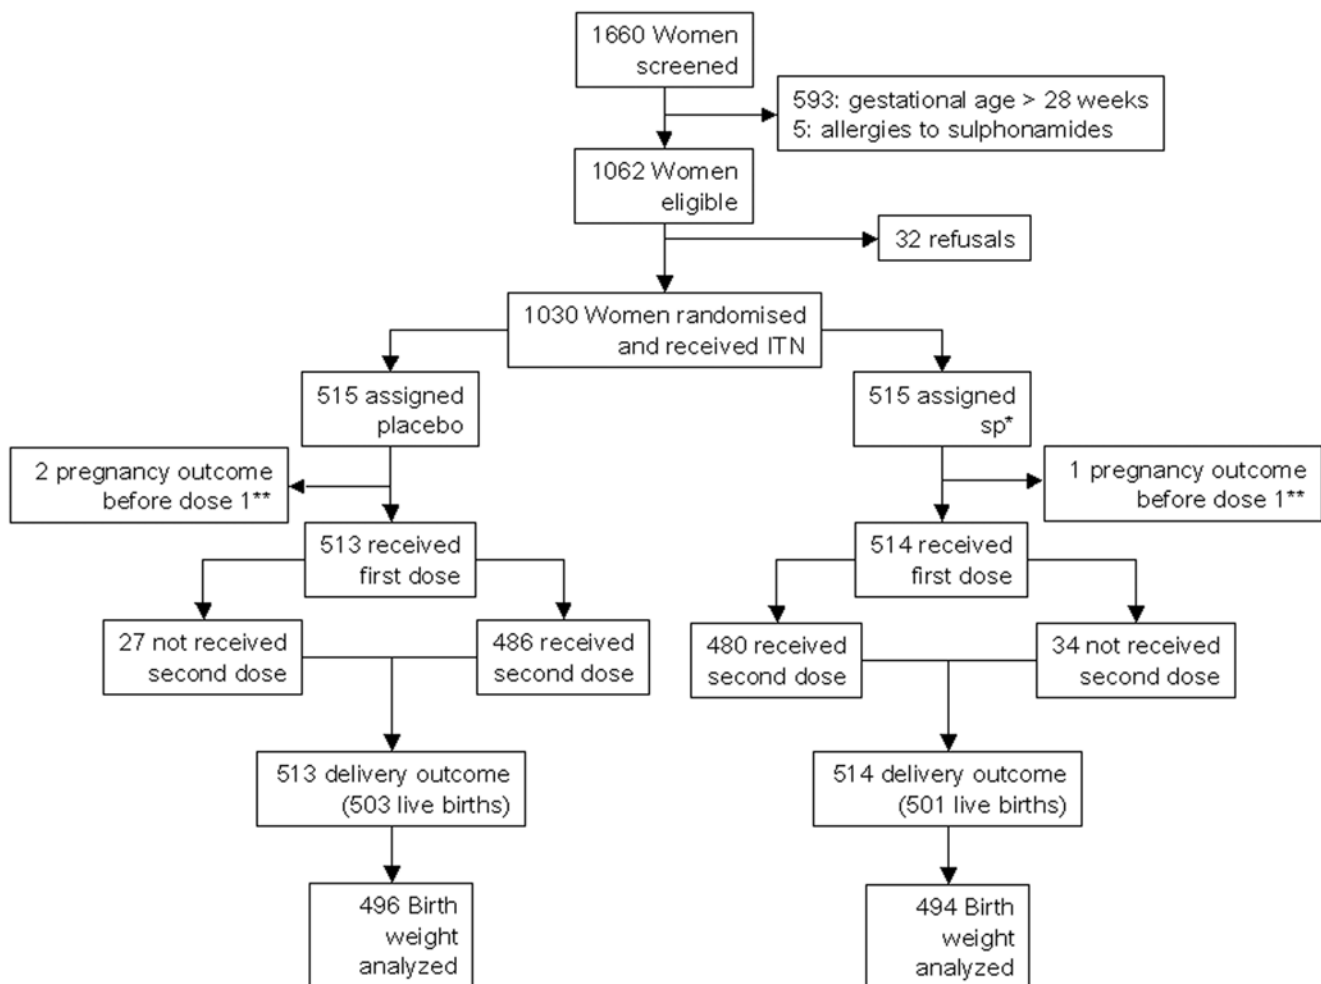 1660 Women
screened
593: gestational age > 28 weeks
5: allergies to sulphonamides
1062 Women
eligible
32 refusals
1030 Women randomised
and received ITN
515 assigned
placebo
515 assigned
sp*
2 pregnancy outcome
before dose 1**
1 pregnancy outcome
before dose 1**
513 received
first dose
514 received
first dose
27 not received
second dose
486 received
second dose
480 received
second dose
34 not received
second dose
513 delivery outcome
(503 live births)
514 delivery outcome
(501 live births)
496 Birth
weight
analyzed
494 Birth
weight
analyzed